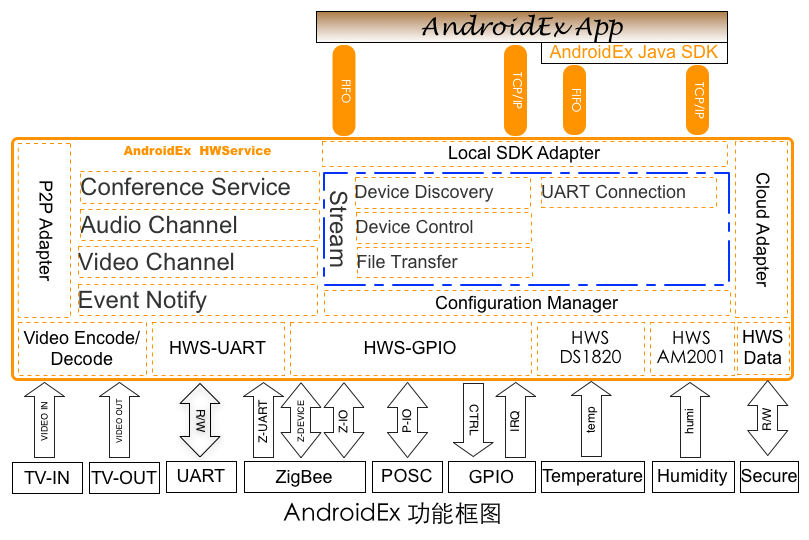 AndroidEx App
AndroidEx Java SDK
FIFO
TCP/IP
FIFO
TCP/IP
AndroidEx HWService
Local SDK Adapter
P2P Adapter
Conference Service
Audio Channel
Video Channel
Event Notify
Stream
Device Discovery
UART Connection
Device Control
File Transfer
Configuration Manager
Cloud Adapter
Video Encode/
Decode
HWS-UART
HWS-GPIO
HWS
DS1820
HWS
AM2001
HWS
Data
VIDEO IN
VIDEO OUT
R/W
Z-UART
Z-DEVICE
Z-IO
P-IO
CTRL
IRQ
temp
humi
R/W
TV-IN
TV-OUT
UART
ZigBee
POSC
GPIO
Temperature
Humidity
Secure
AndroidEx 功能框图